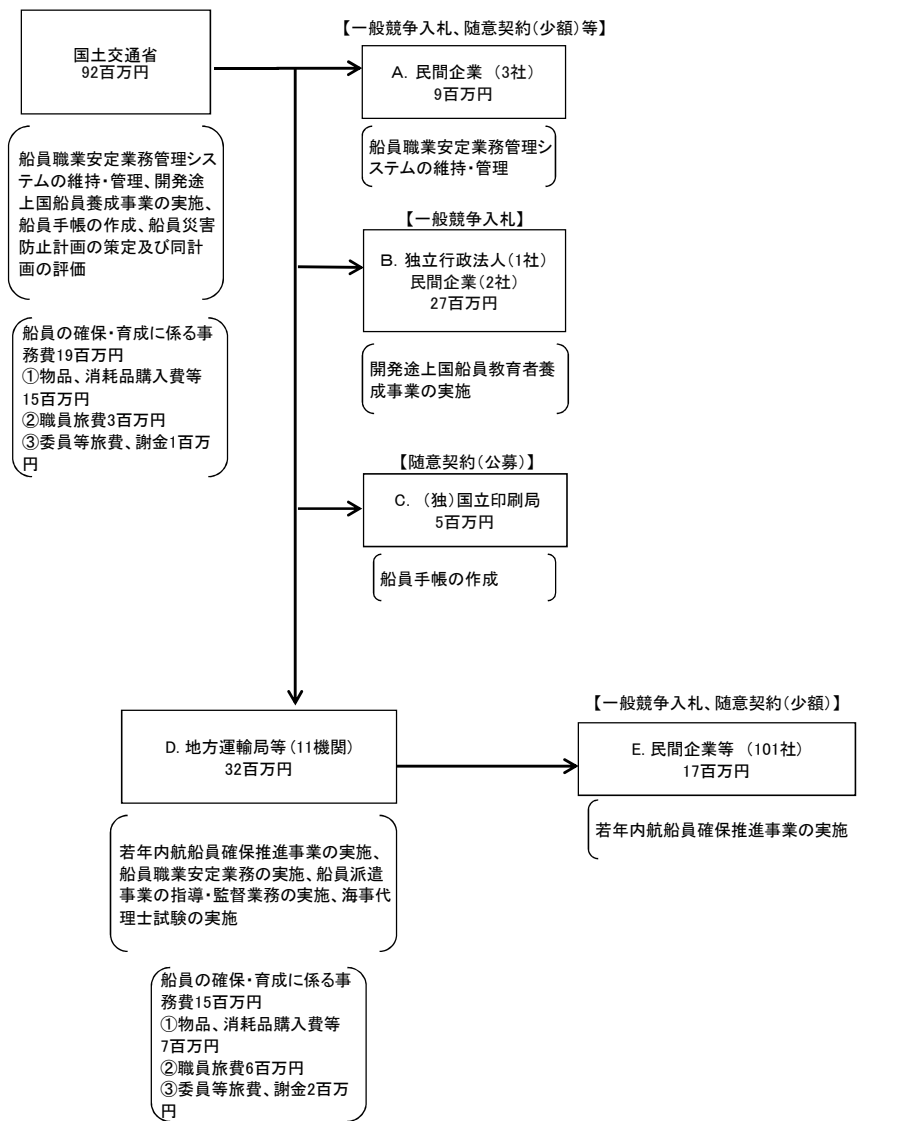 国土交通省
92百万円
船員職業安定業務管理シス
テムの維持・管理、開発途
上国船員養成事業の実施、
船員手帳の作成、船員災害
防止計画の策定及び同計
画の評価
船員の確保・育成に係る事
務費19百万円
①物品、消耗品購入費等
15百万円
②職員旅費3百万円
③委員等旅費、謝金1百万
円
【一般競争入札、随意契約(少額)等】
A. 民間企業 (3社)
9百万円
船員職業安定業務管理シ
ステムの維持・管理
【一般競争入札】
B. 独立行政法人(1社)
民間企業(2社)
27百万円
開発途上国船員教育者養
成事業の実施
【随意契約(公募)】
C. (独)国立印刷局
5百万円
船員手帳の作成
D. 地方運輸局等(11機関)
32百万円
若年内航船員確保推進事業の実施、
船員職業安定業務の実施、船員派遣
事業の指導・監督業務の実施、海事代
理士試験の実施
船員の確保・育成に係る事
務費15百万円
①物品、消耗品購入費等
7百万円
②職員旅費6百万円
③委員等旅費、謝金2百万
円
【一般競争入札、随意契約(少額)】
E. 民間企業等 (101社)
17百万円
若年内航船員確保推進事業の実施